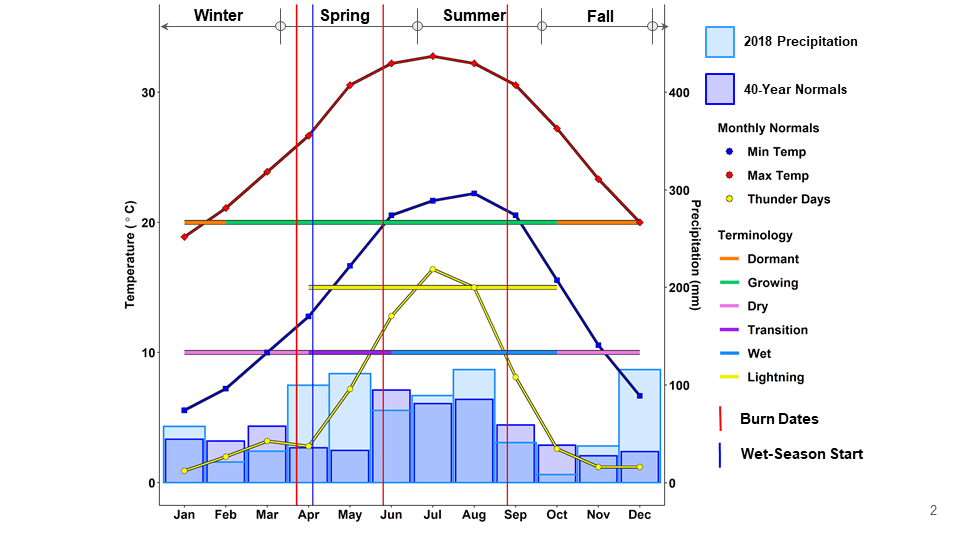 Winter Spring Summer Fall
30
20
10
0
Temperature (°C)
Jan Feb Mar Apr May Jun Jul Aug Sep Oct Nov Dec
400
300
200
100
0
Precipitation (mm)
2018 Precipitation
40-Year Normals
Monthly Normals
Min Temp
Max Temp
Thunder Days
Terminology
Dormant
Growing
Dry
Transition
Wet
Lightning
Burn Dates
Wet-Season Start
2